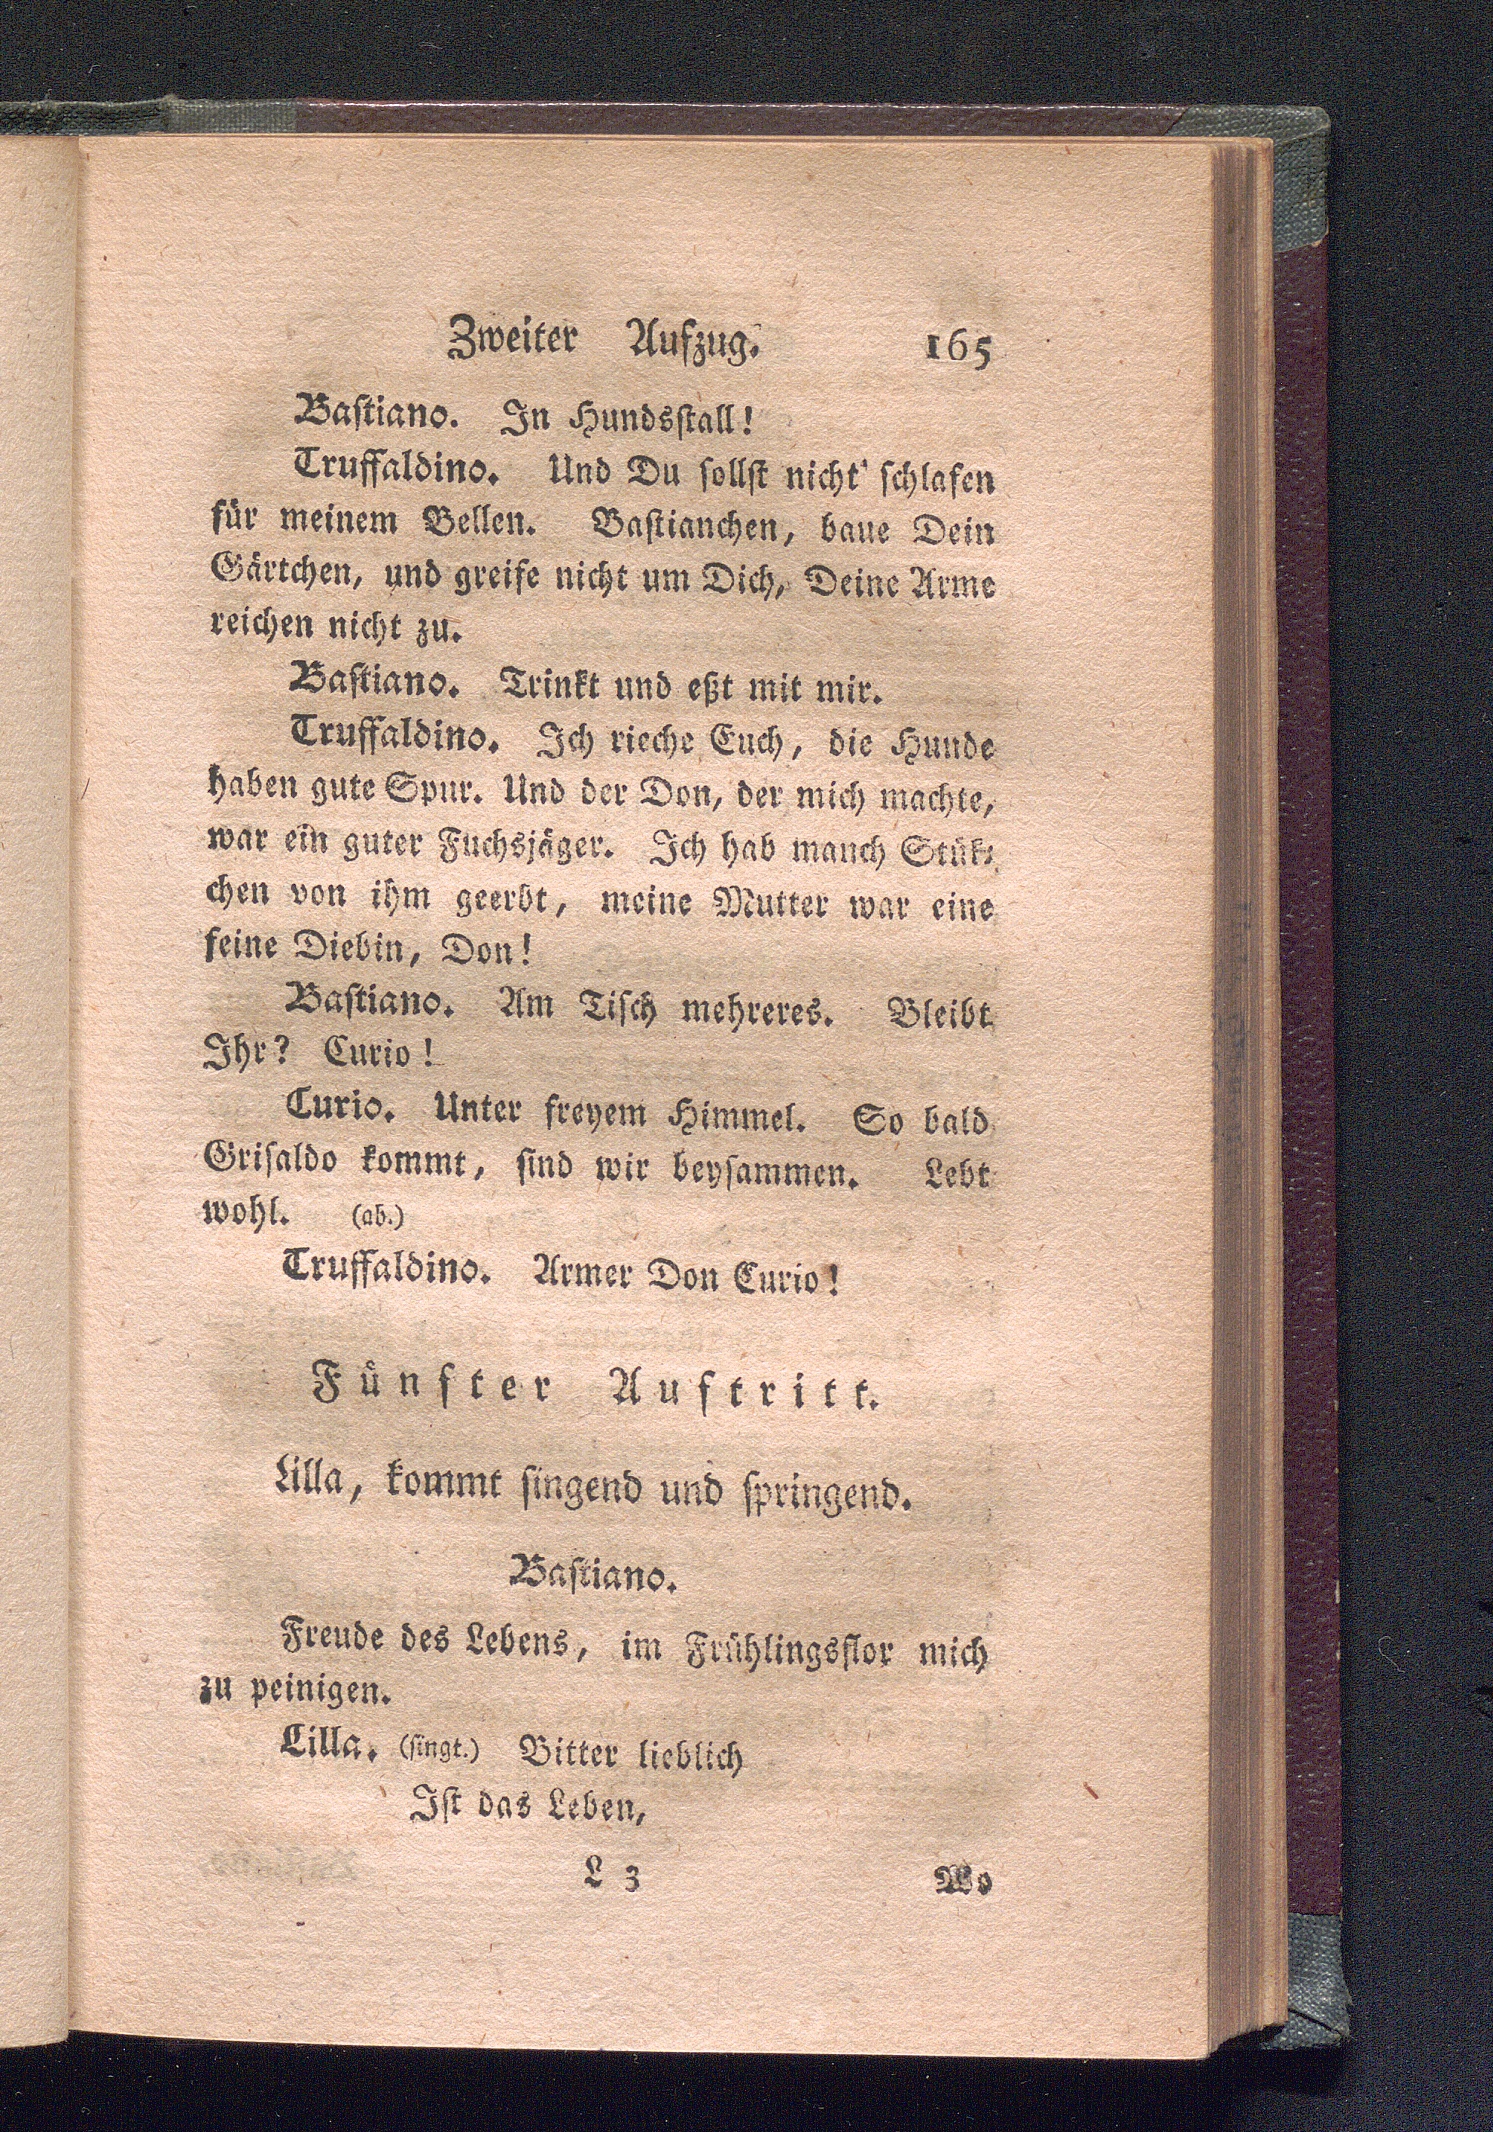 Zweiter Aufzug. 165
Baſtiano. In Hundsſtall!
Truffaldino. Und Du ſollſt nicht ſchlafen
für meinem Bellen. Baſtianchen, baue Dein
Gärtchen, und greife nicht um Dich, Deine Arme
reichen nicht zu.
Baſtiano. Trinkt und eßt mit mir.
Truffaldino. Ich rieche Euch, die Hunde
haben gute Spur. Und der Don, der mich machte,
war ein guter Fuchsjäger. Ich hab manch Stük-
chen von ihm geerbt, meine Mutter war eine
feine Diebin, Don!
Baſtiano. Am Tiſch mehreres. Bleibt
Ihr? Curio!
Curio. Unter freyem Himmel. So bald
Griſaldo kommt, ſind wir beyſammen. Lebt
wohl. (ab.)
Truffaldino. Armer Don Curio!
Fünfter Auftritt.
Lilla, kommt ſingend und ſpringend.
Baſtiano.
Freude des Lebens, im Frühlingsflor mich
zu peinigen.
Lilla. (ſingt.) Bitter lieblich
Iſt das Leben,
L 3 Wo